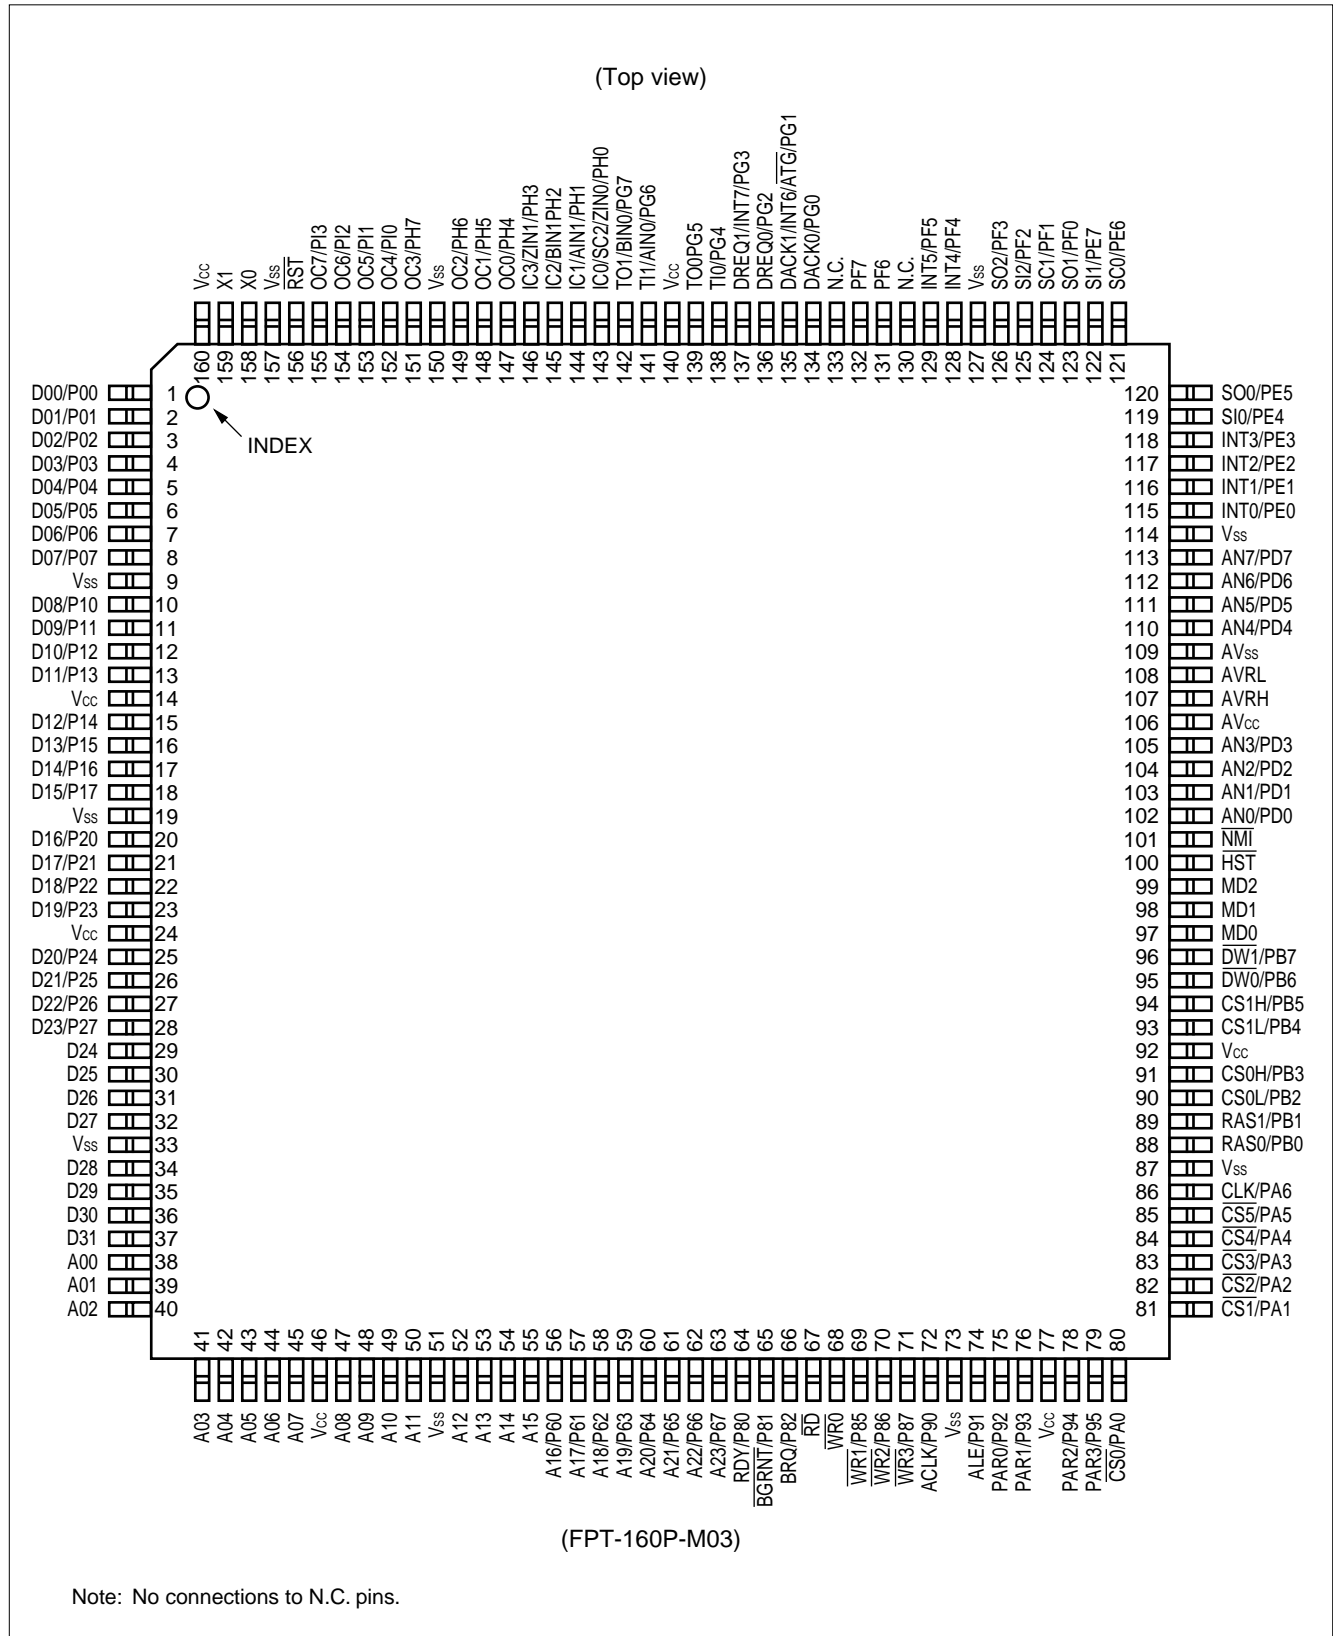 (Top view)
Vcc
X1
X0
Vss
RST
OC7/PI3
OC6/PI2
OC5/PI1
OC4/PI0
OC3/PH7
Vss
OC2/PH6
OC1/PH5
OC0/PH4
IC3/ZIN1/PH3
IC2/BIN1PH2
IC1/AIN1/PH1
IC0/SC2/ZIN0/PH0
TO1/BIN0/PG7
TI1/AIN0/PG6
Vcc
TO0PG5
TI0/PG4
DREQ1/INT7/PG3
DREQ0/PG2
DACK1/INT6/ATG/PG1
DACK0/PG0
N.C.
PF7
PF6
N.C.
INT5/PF5
INT4/PF4
Vss
SO2/PF3
SI2/PF2
SC1/PF1
SO1/PF0
SI1/PE7
SC0/PE6
160
159
158
157
156
155
154
153
152
151
150
149
148
147
146
145
144
143
142
141
140
139
138
137
136
135
134
133
132
131
130
129
128
127
126
125
124
123
122
121
D00/P00 1
D01/P01 2
D02/P02 3
D03/P03 4
D04/P04 5
D05/P05 6
D06/P06 7
D07/P07 8
Vss 9
D08/P10 10
D09/P11 11
D10/P12 12
D11/P13 13
Vcc 14
D12/P14 15
D13/P15 16
D14/P16 17
D15/P17 18
Vss 19
D16/P20 20
D17/P21 21
D18/P22 22
D19/P23 23
Vcc 24
D20/P24 25
D21/P25 26
D22/P26 27
D23/P27 28
D24 29
D25 30
D26 31
D27 32
Vss 33
D28 34
D29 35
D30 36
D31 37
A00 38
A01 39
A02 40
INDEX
120 SO0/PE5
119 SI0/PE4
118 INT3/PE3
117 INT2/PE2
116 INT1/PE1
115 INT0/PE0
114 Vss
113 AN7/PD7
112 AN6/PD6
111 AN5/PD5
110 AN4/PD4
109 AVss
108 AVRL
107 AVRH
106 AVcc
105 AN3/PD3
104 AN2/PD2
103 AN1/PD1
102 AN0/PD0
101 NMI
100 HST
99 MD2
98 MD1
97 MD0
96 DW1/PB7
95 DW0/PB6
94 CS1H/PB5
93 CS1L/PB4
92 Vcc
91 CS0H/PB3
90 CS0L/PB2
89 RAS1/PB1
88 RAS0/PB0
87 Vss
86 CLK/PA6
85 CS5/PA5
84 CS4/PA4
83 CS3/PA3
82 CS2/PA2
81 CS1/PA1
41
42
43
44
45
46
47
48
49
50
51
52
53
54
55
56
57
58
59
60
61
62
63
64
65
66
67
68
69
70
71
72
73
74
75
76
77
78
79
80
A03
A04
A05
A06
A07
Vcc
A08
A09
A10
A11
Vss
A12
A13
A14
A15
A16/P60
A17/P61
A18/P62
A19/P63
A20/P64
A21/P65
A22/P66
A23/P67
RDY/P80
BGRNT/P81
BRQ/P82
RD
WR0
WR1/P85
WR2/P86
WR3/P87
ACLK/P90
Vss
ALE/P91
PAR0/P92
PAR1/P93
Vcc
PAR2/P94
PAR3/P95
CS0/PA0
(FPT-160P-M03)
Note: No connections to N.C. pins.